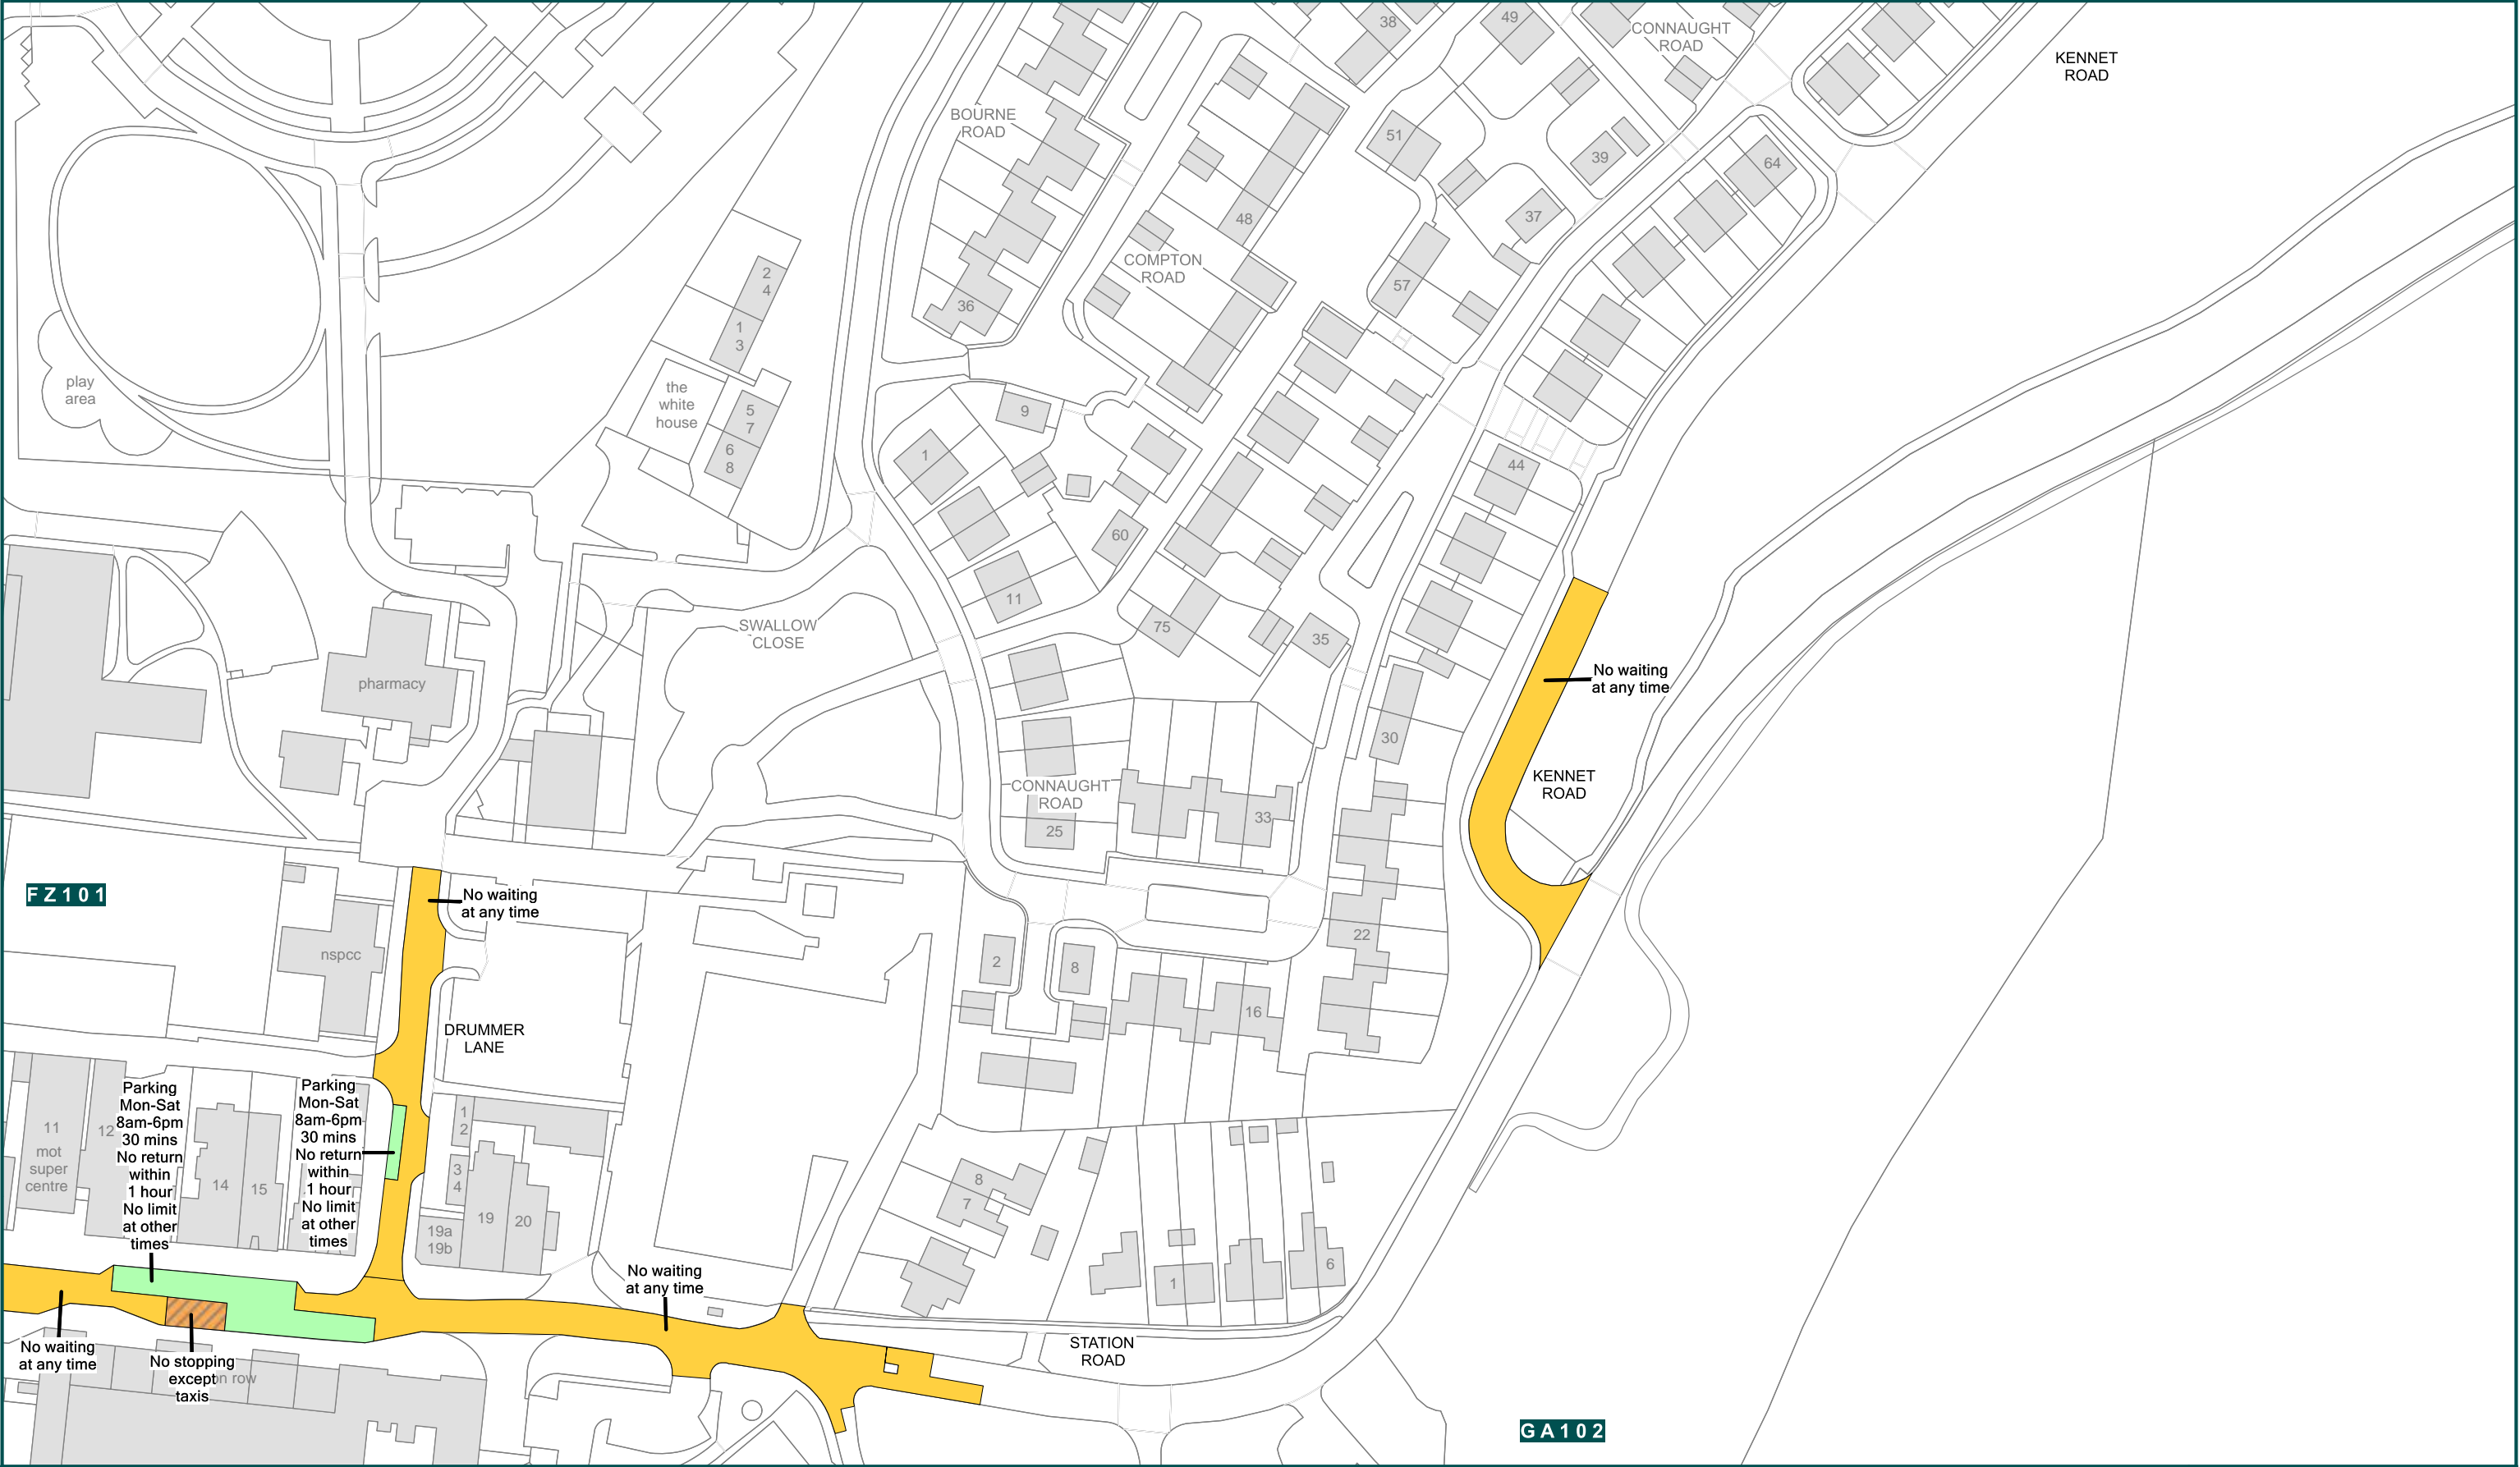 38
49
CONNAUGHT
ROAD
KENNET
ROAD
BOURNE
ROAD
51
39
64
48
37
COMPTON
ROAD
2
4
57
36
1
3
play
area
the
white
house
5
7
6
8
9
1
44
60
11
SWALLOW
CLOSE
75
35
pharmacy
No waiting
at any time
30
KENNET
ROAD
CONNAUGHT
ROAD
25
33
FZ101
No waiting
at any time
nspcc
22
2
8
16
DRUMMER
LANE
Parking
Mon-Sat
8am-6pm
30 mins
No return
within
1 hour
No limit
at other
times
Parking
Mon-Sat
8am-6pm
30 mins
No return
within
1 hour
No limit
at other
times
11
mot
super
centre
12
14
15
1
2
3
4
19a
19b
19
20
8
7
1
6
No waiting
at any time
No waiting
at any time
No stopping
except
taxis
row
STATION
ROAD
GA102